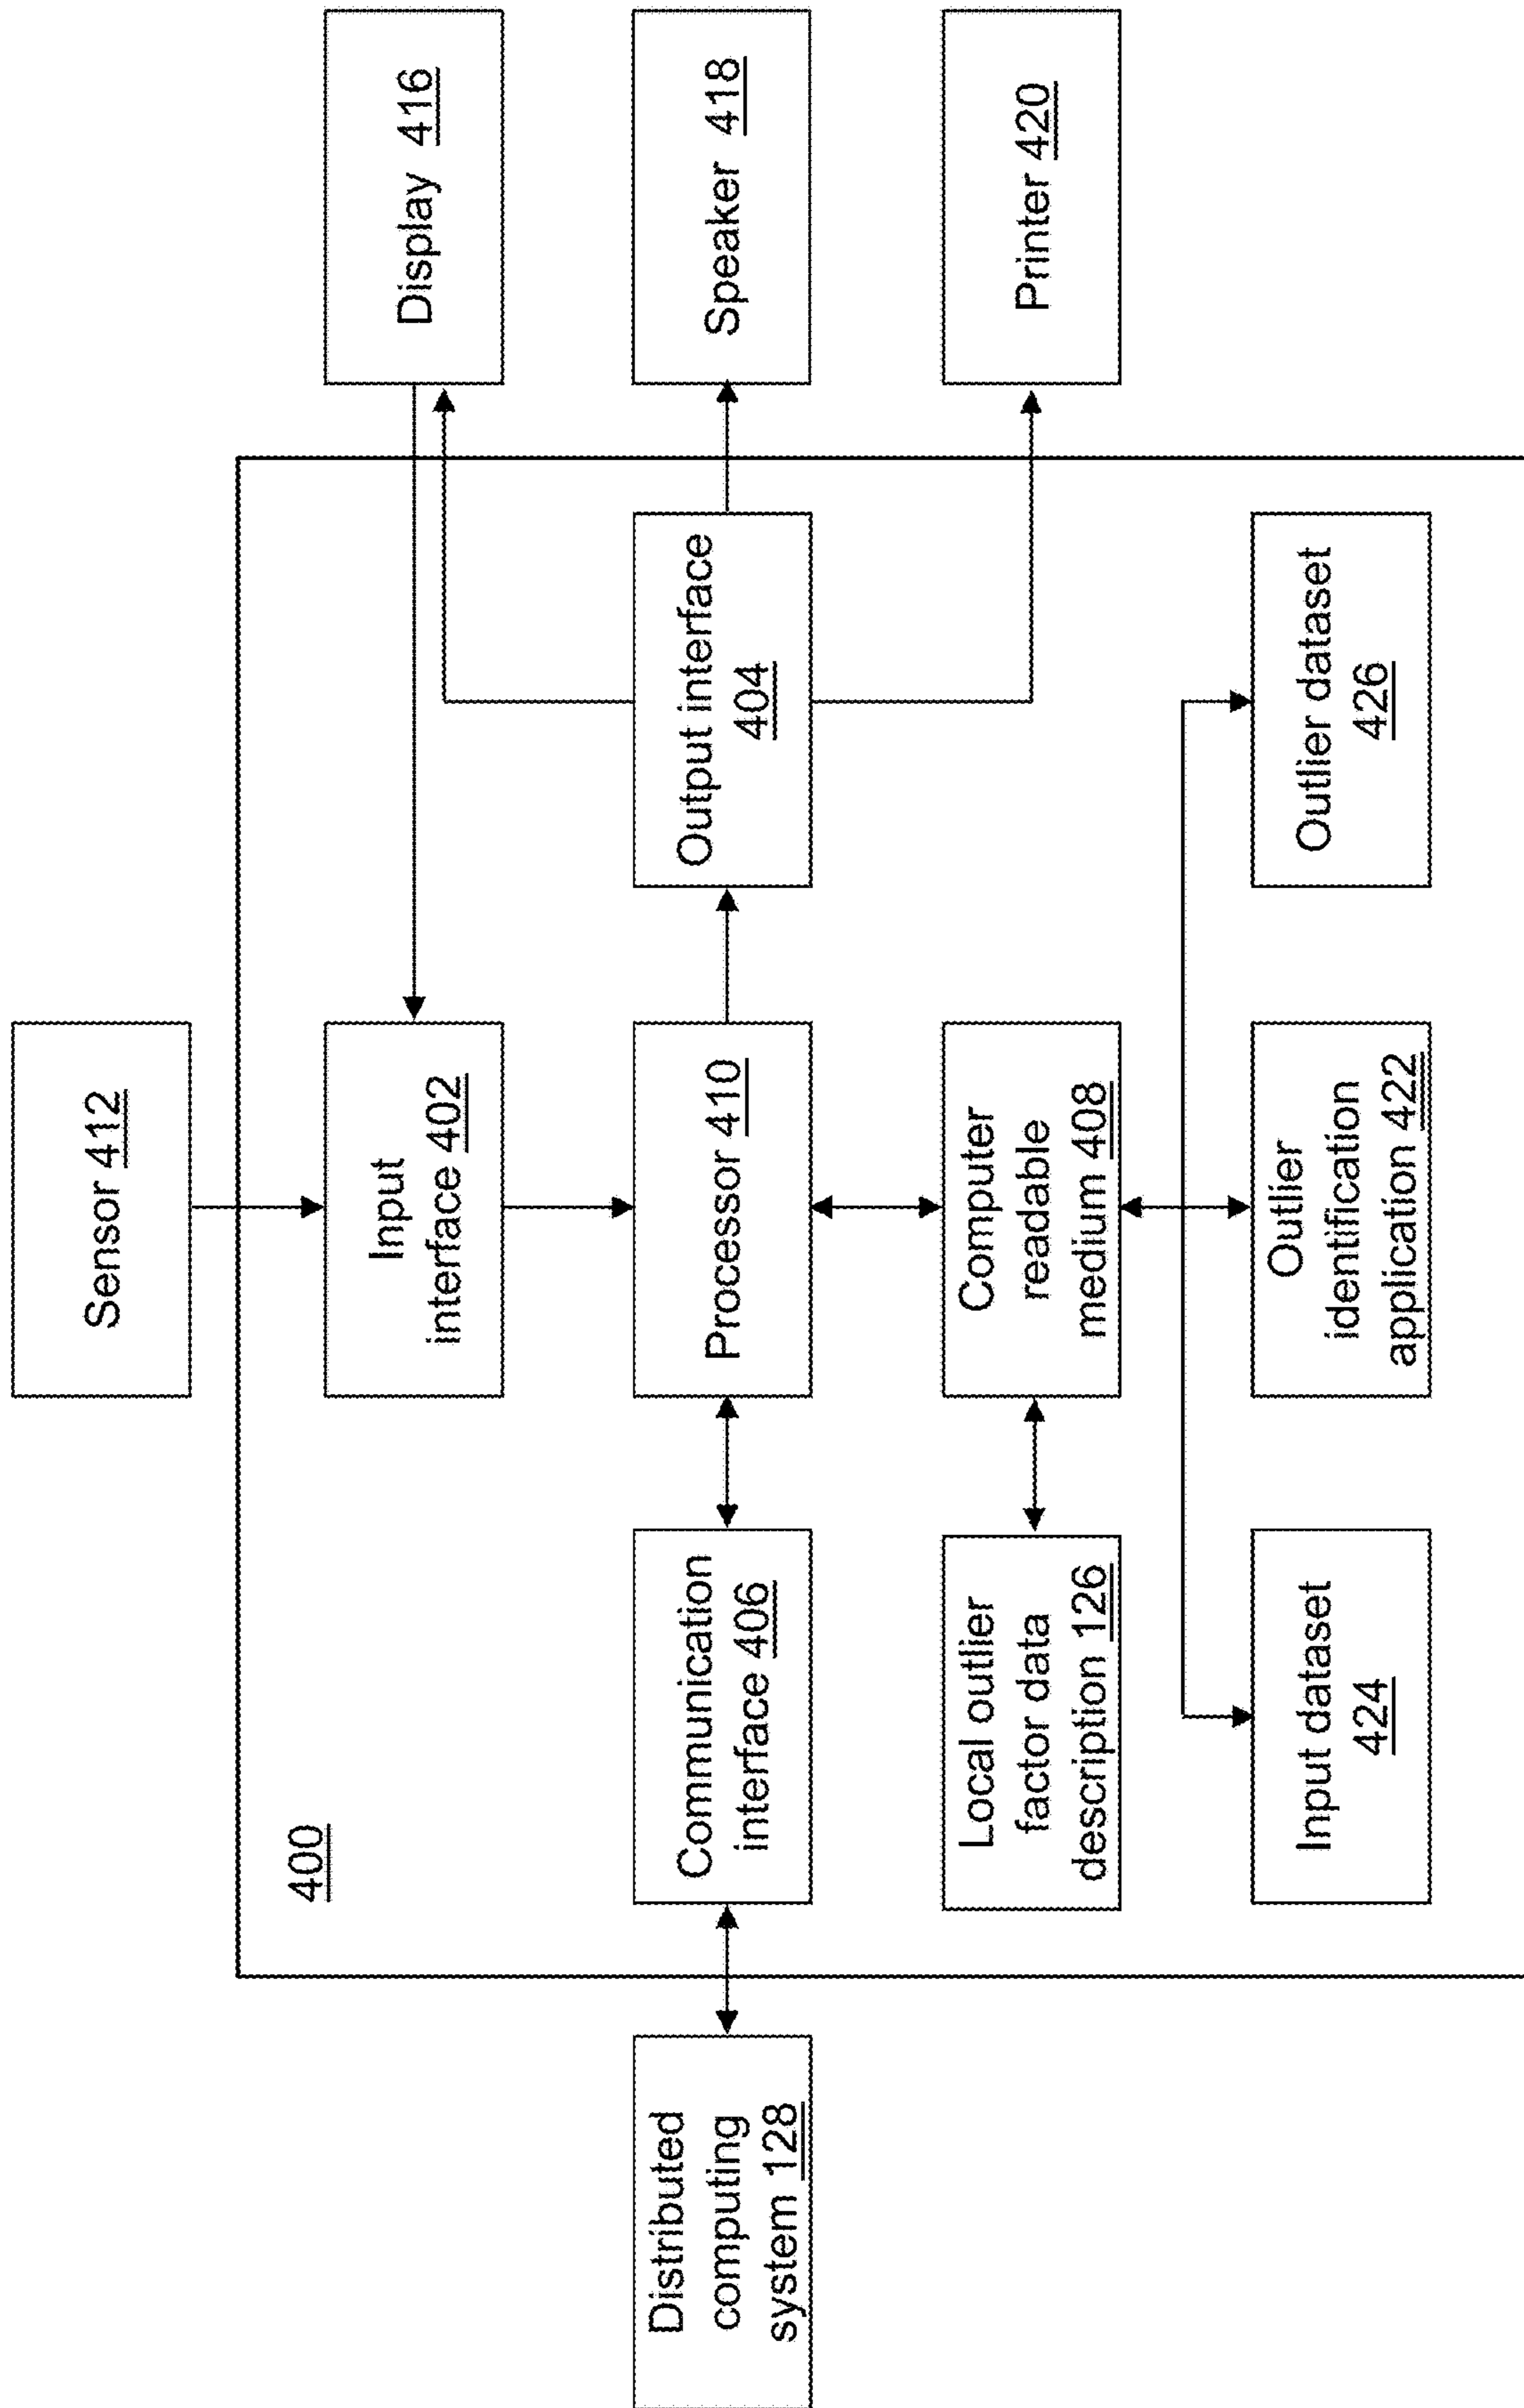 Sensor 412
400
Input
interface 402
Display 416
Distributed
computing
system 128
Communication
interface 406
Processor 410
Output interface
404
Speaker 418
Local outlier
factor data
description 126
Computer
readable
medium 408
Printer 420
Input dataset
424
Outlier
identification
application 422
Outlier dataset
426